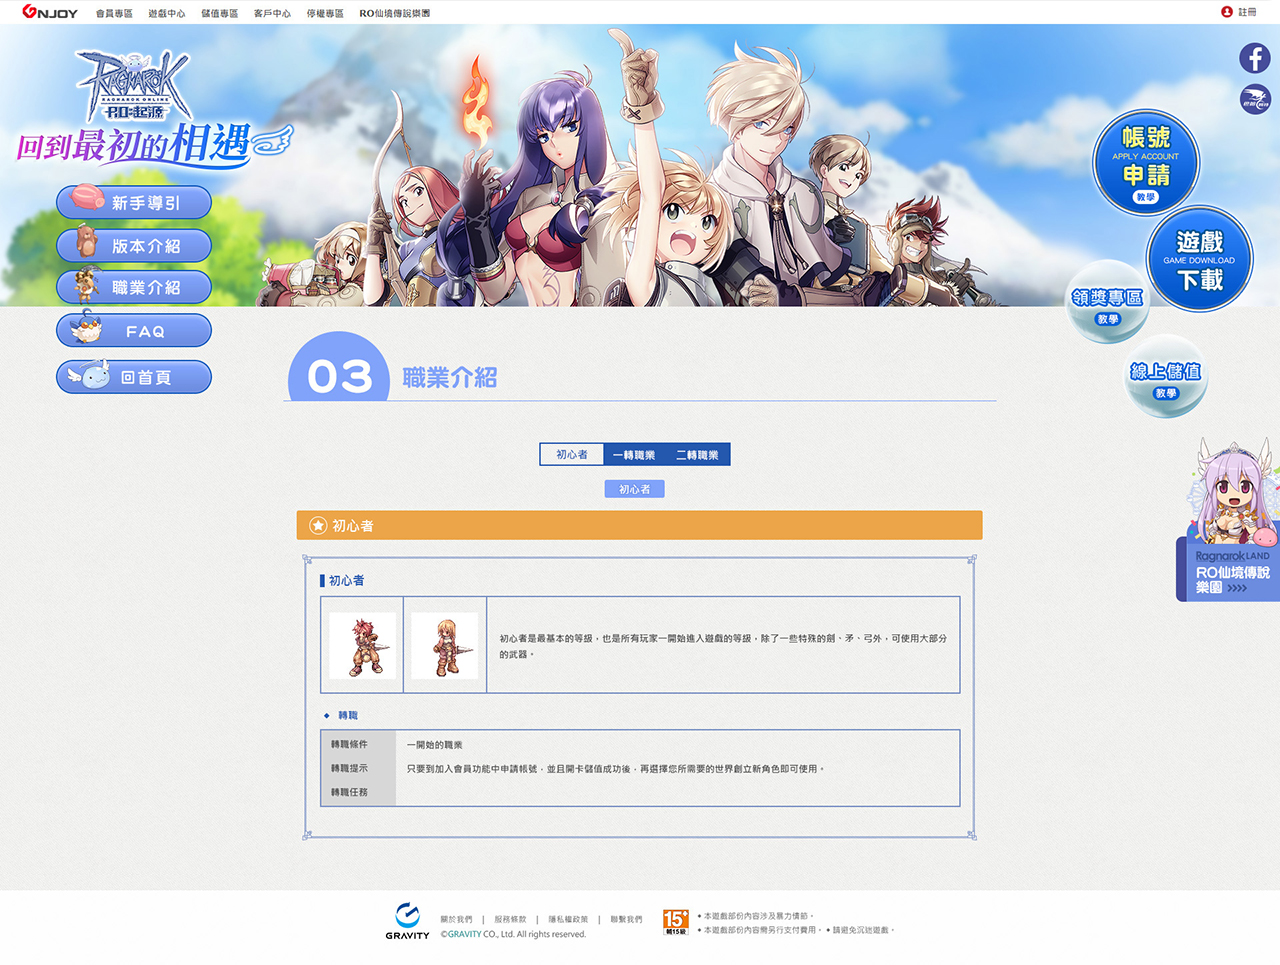 GNJOY
會員專區
遊戲中心
儲值專區
客戶中心
停權專區
RO仙境傳說樂園
註冊
RAGNAROK
RAGNAROK ONLINE
RO:起源
回到最初的相遇
新手導引
版本介紹
職業介紹
FAQ
回首頁
帳號
APPLY ACCOUNT
申請
教學
遊戲
GAME DOWNLOAD
下載
領獎專區
教學
線上儲值
教學
RagnarokLAND
RO仙境傳說
樂園 >>>>
03 職業介紹
初心者 一轉職業 二轉職業
初心者
初心者
初心者
初心者是最基本的等級，也是所有玩家一開始進入遊戲的等級，除了一些特殊的劍、矛、弓外，可使用大部分
的武器。
轉職
轉職條件 一開始的職業
轉職提示 只要到加入會員功能中申請帳號，並且開卡儲值成功後，再選擇您所需要的世界創立新角色即可使用。
轉職任務
GRAVITY
關於我們 | 服務條款 | 隱私權政策 | 聯繫我們
©GRAVITY CO., Ltd. All rights reserved.
15+
輔15級
本遊戲部份內容涉及暴力情節。
本遊戲部份內容需另行支付費用。 請避免沉迷遊戲。